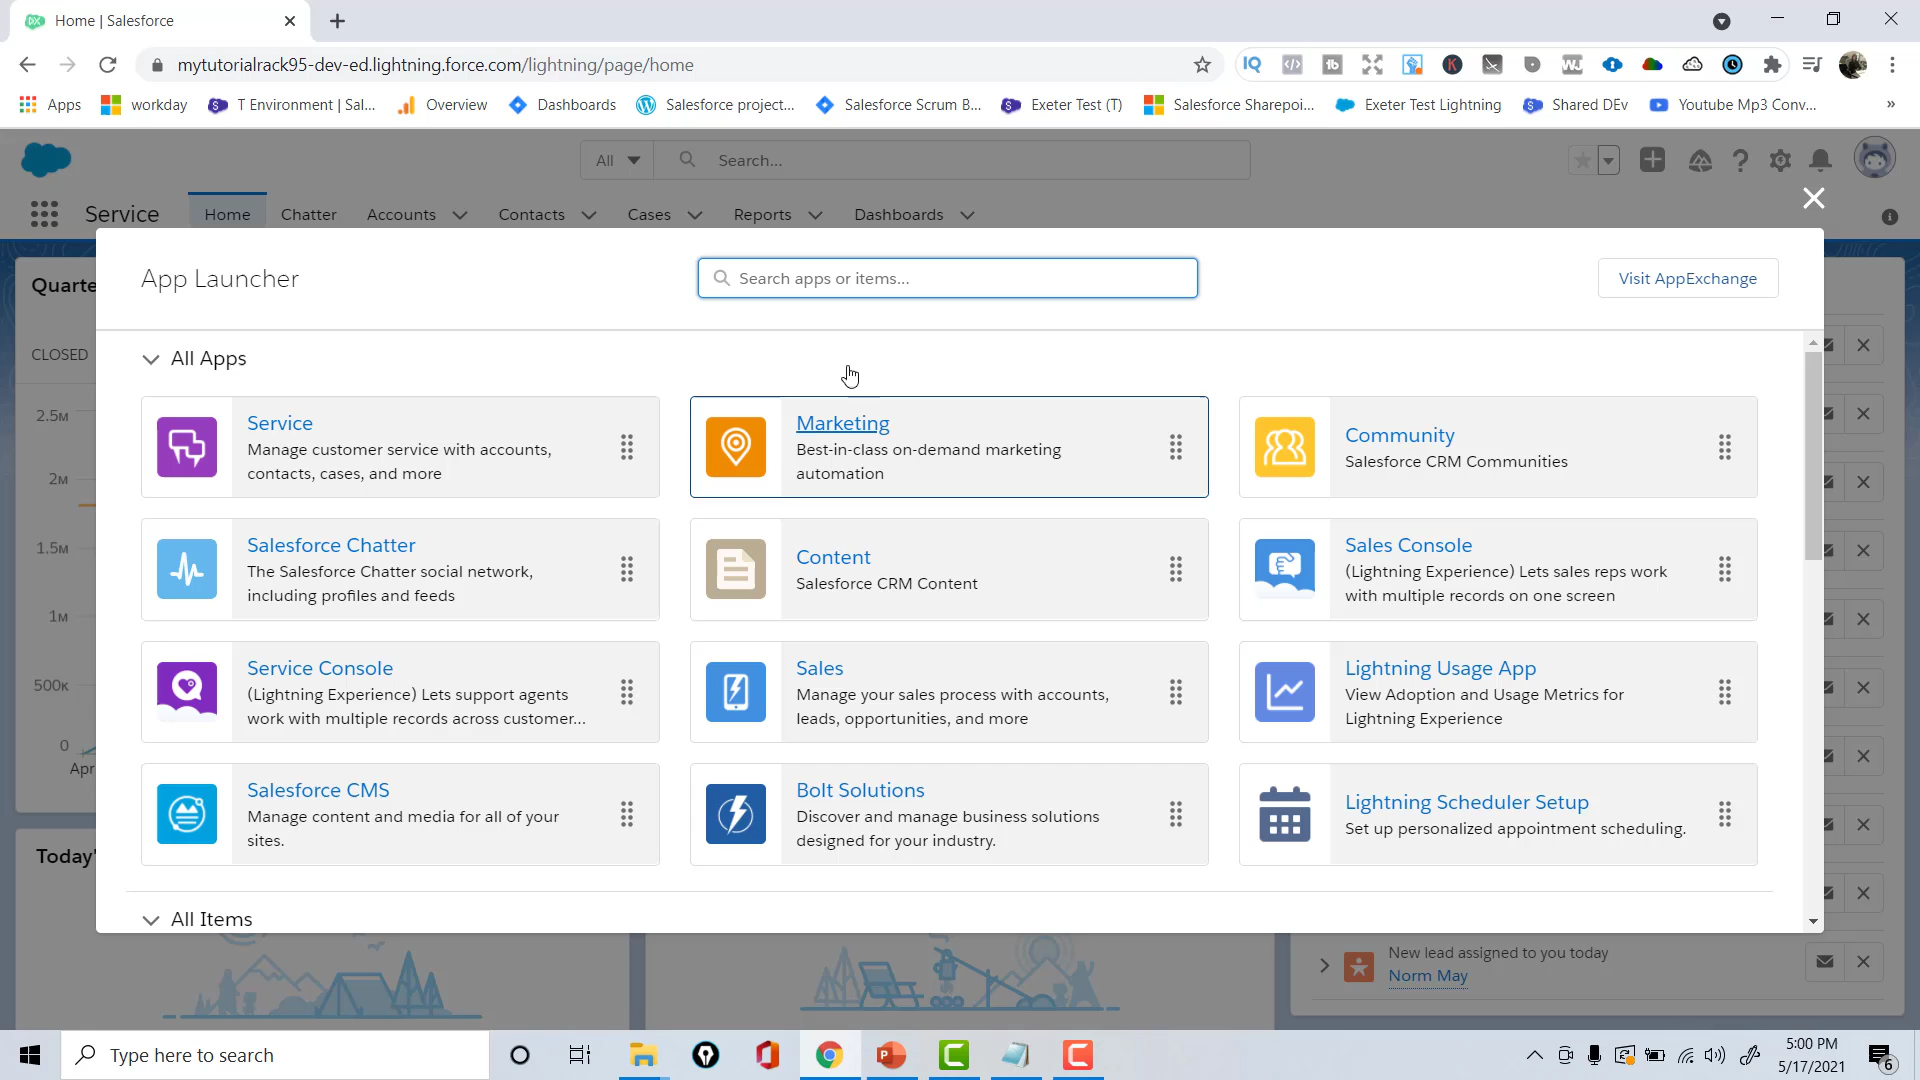 Home | Salesforce
mytutorialrack95-dev-ed.lightning.force.com/lightning/page/home
Apps workday T Environment | Sal... Overview Dashboards Salesforce project... Salesforce Scrum B... Exeter Test (T) Salesforce Sharepoi... Exeter Test Lightning Shared DEv Youtube Mp3 Conv... »
All Search...
Service Home Chatter Accounts Contacts Cases Reports Dashboards
App Launcher
Search apps or items...
Visit AppExchange
Quarte
CLOSED
2.5M
2M
1.5M
1M
500K
0
Apr
Today'
All Apps
Service
Manage customer service with accounts,
contacts, cases, and more
Marketing
Best-in-class on-demand marketing
automation
Community
Salesforce CRM Communities
Salesforce Chatter
The Salesforce Chatter social network,
including profiles and feeds
Content
Salesforce CRM Content
Sales Console
(Lightning Experience) Lets sales reps work
with multiple records on one screen
Service Console
(Lightning Experience) Lets support agents
work with multiple records across customer...
Sales
Manage your sales process with accounts,
leads, opportunities, and more
Lightning Usage App
View Adoption and Usage Metrics for
Lightning Experience
Salesforce CMS
Manage content and media for all of your
sites.
Bolt Solutions
Discover and manage business solutions
designed for your industry.
Lightning Scheduler Setup
Set up personalized appointment scheduling.
All Items
New lead assigned to you today
Norm May
Type here to search
5:00 PM
5/17/2021
6